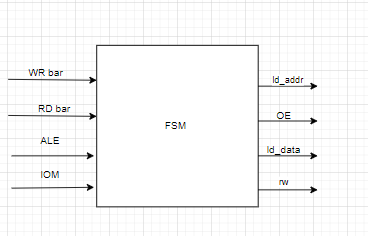 WR bar
RD bar
ALE
IOM
FSM
ld_addr
OE
ld_data
rw